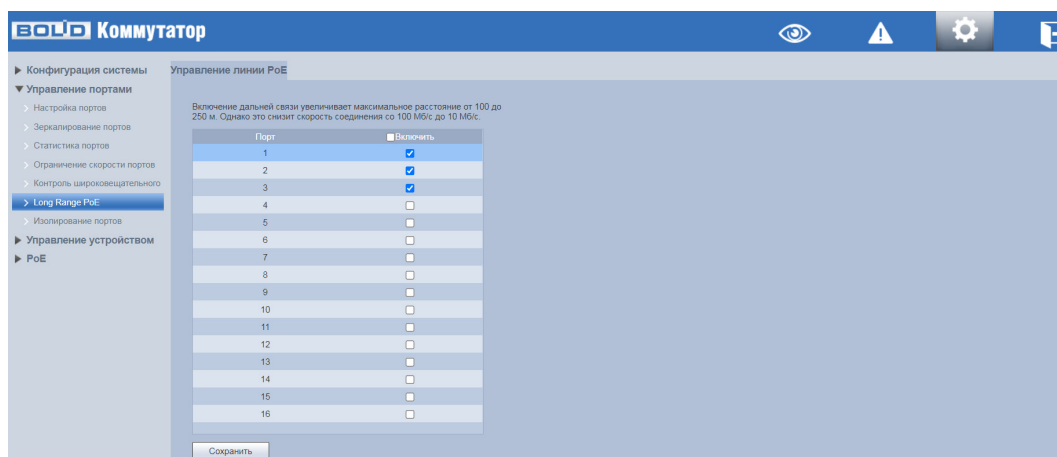 BOLID Коммутатор
Конфигурация системы
Управление портами
Настройка портов
Зеркалирование портов
Статистика портов
Ограничение скорости портов
Контроль широковещательного
Long Range PoE
Изолирование портов
Управление устройством
PoE
Управление линии PoE
Включение дальней связи увеличивает максимальное расстояние от 100 до
250 м. Однако это снизит скорость соединения со 100 Мб/с до 10 Мб/с.
Порт Включить
1
2
3
4
5
6
7
8
9
10
11
12
13
14
15
16
Сохранить